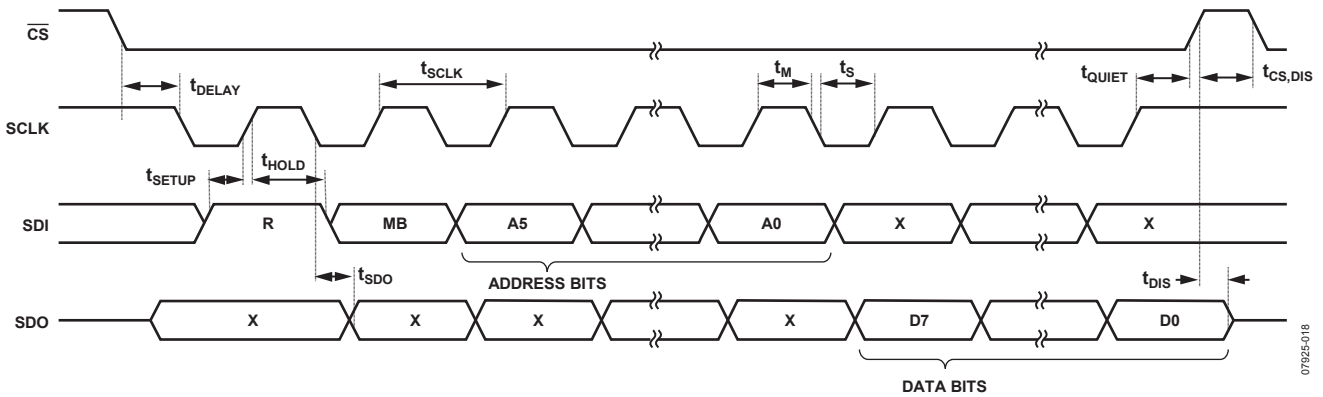 CS
tDELAY
tSCLK
tM
tS
tQUIET
tCS,DIS
SCLK
tSETUP
tHOLD
SDI
R
MB
A5
A0
X
X
tSDO
ADDRESS BITS
tDIS
SDO
X
X
X
X
D7
D0
DATA BITS
07925-018